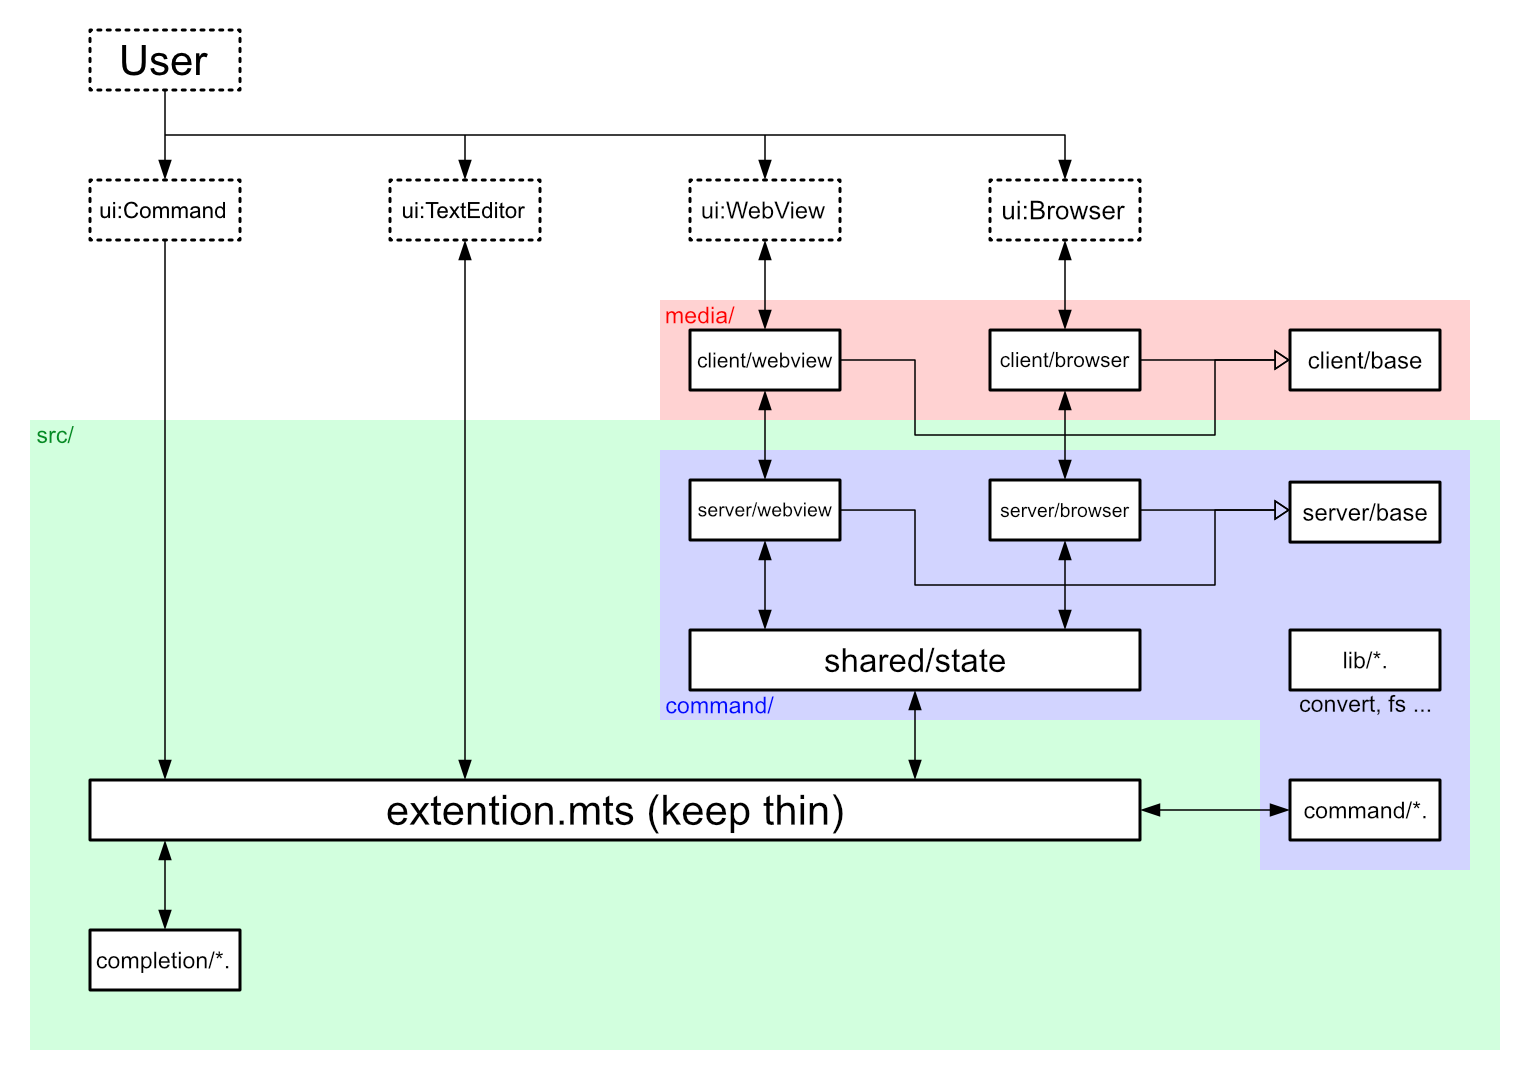 User
ui:Command
ui:TextEditor
ui:WebView
ui:Browser
media/
client/webview
client/browser
client/base
src/
server/webview
server/browser
server/base
shared/state
lib/*.
command/
convert, fs ...
extention.mts (keep thin)
command/*.
completion/*.